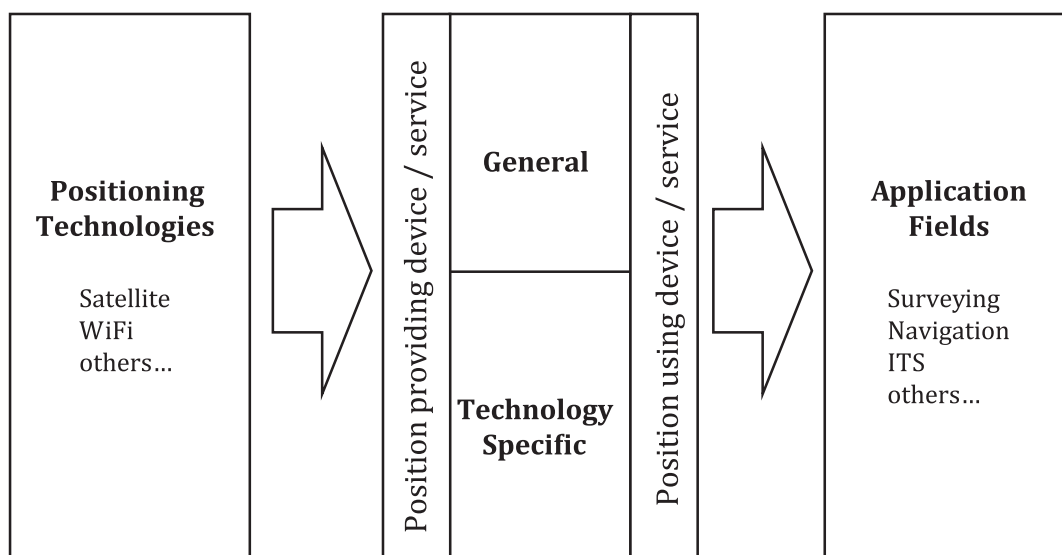 Positioning
Technologies
Satellite
WiFi
others…
Position providing device / service
General
Technology
Specific
Position using device / service
Application
Fields
Surveying
Navigation
ITS
others…